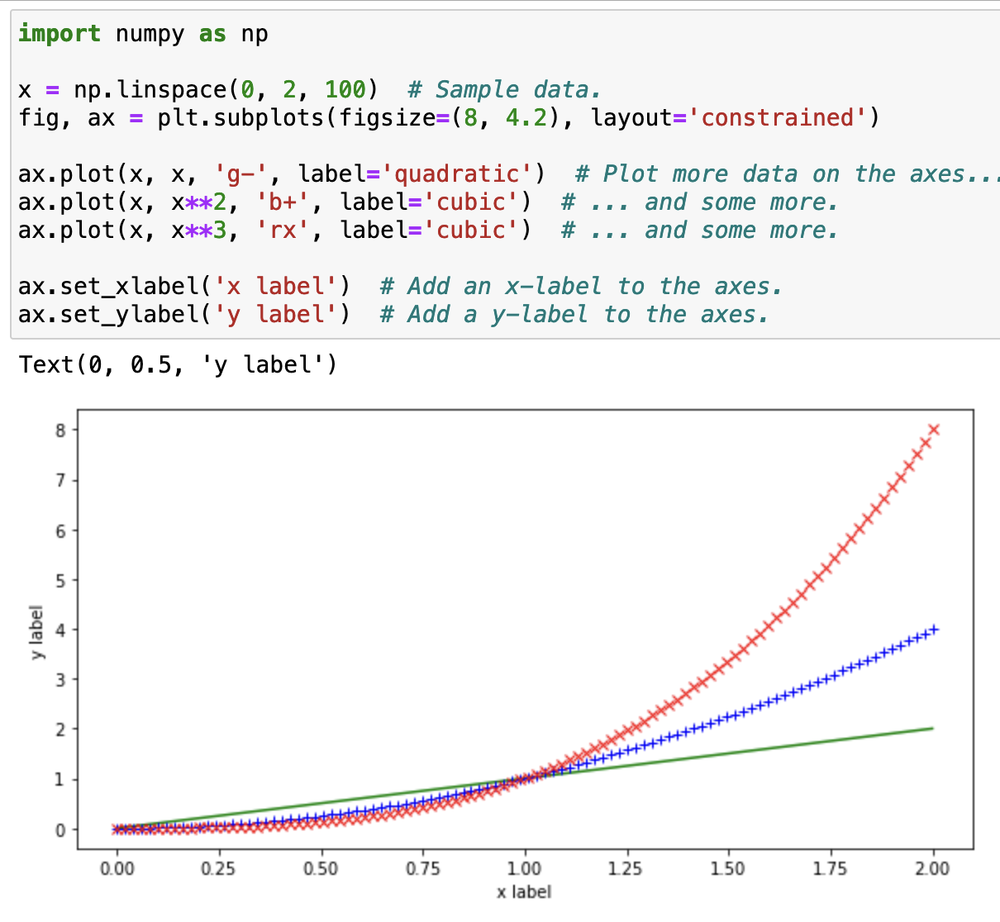 import numpy as np
x = np.linspace(0, 2, 100)  # Sample data.
fig, ax = plt.subplots(figsize=(8, 4.2), layout='constrained')
ax.plot(x, x, 'g-', label='quadratic')  # Plot more data on the axes...
ax.plot(x, x**2, 'b+', label='cubic')  # ... and some more.
ax.plot(x, x**3, 'rx', label='cubic')  # ... and some more.
ax.set_xlabel('x label')  # Add an x-label to the axes.
ax.set_ylabel('y label')  # Add a y-label to the axes.
Text(0, 0.5, 'y label')
8
7
6
5
4
3
2
1
0
y label
0.00 0.25 0.50 0.75 1.00 1.25 1.50 1.75 2.00
x label